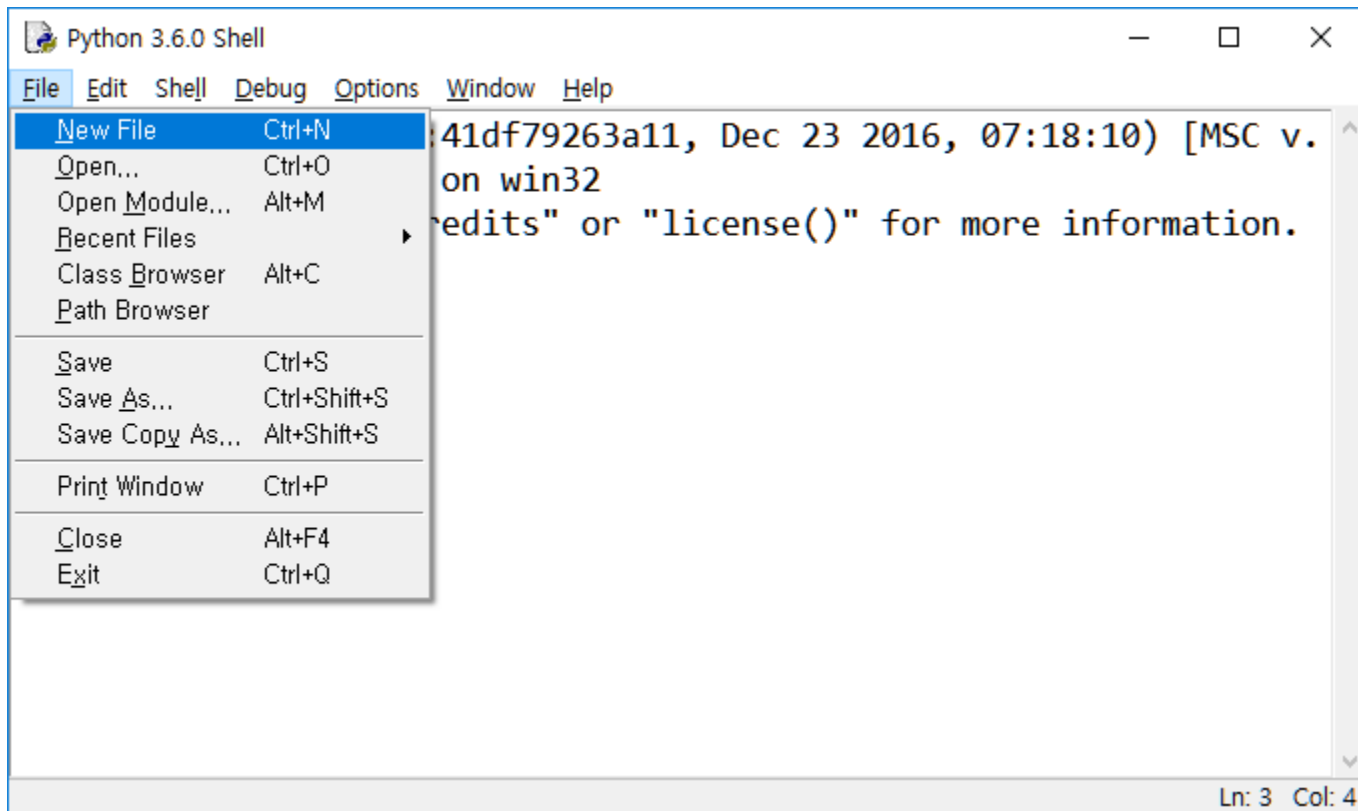 Python 3.6.0 Shell
File Edit Shell Debug Options Window Help
New File Ctrl+N
Open... Ctrl+O
Open Module... Alt+M
Recent Files
Class Browser Alt+C
Path Browser
Save Ctrl+S
Save As... Ctrl+Shift+S
Save Copy As... Alt+Shift+S
Print Window Ctrl+P
Close Alt+F4
Exit Ctrl+Q
:41df79263a11, Dec 23 2016, 07:18:10) [MSC v.
on win32
redits" or "license()" for more information.
Ln: 3 Col: 4